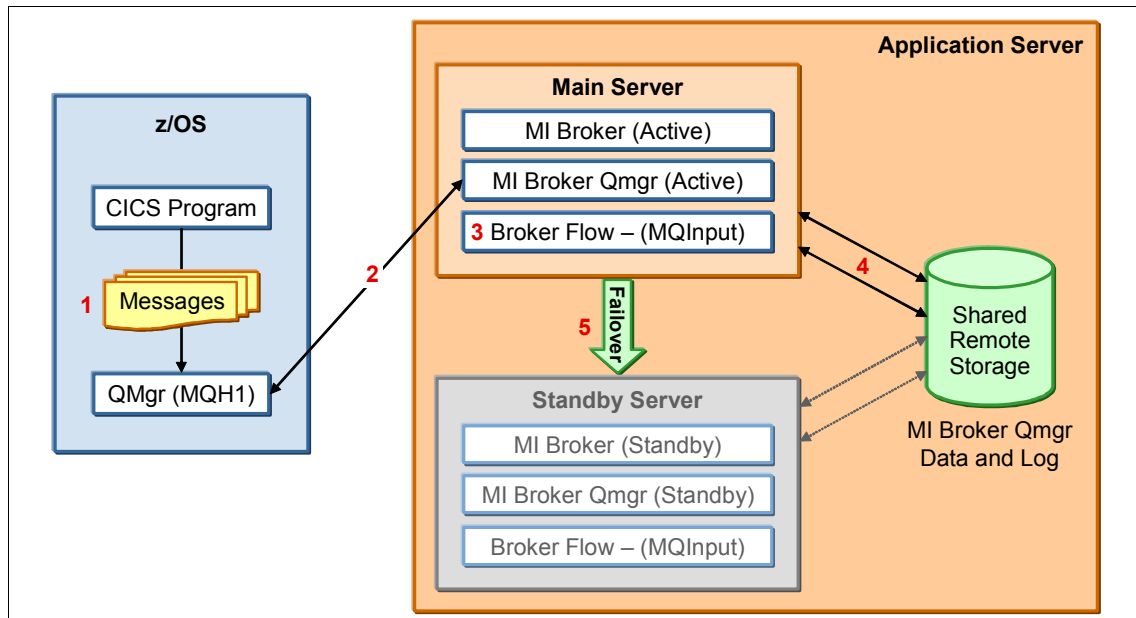 Application Server
z/OS
CICS Program
1
Messages
QMgr (MQH1)
2
Main Server
MI Broker (Active)
MI Broker Qmgr (Active)
3 Broker Flow – (MQInput)
4
5
Failover
Standby Server
MI Broker (Standby)
MI Broker Qmgr (Standby)
Broker Flow – (MQInput)
Shared
Remote
Storage
MI Broker Qmgr
Data and Log